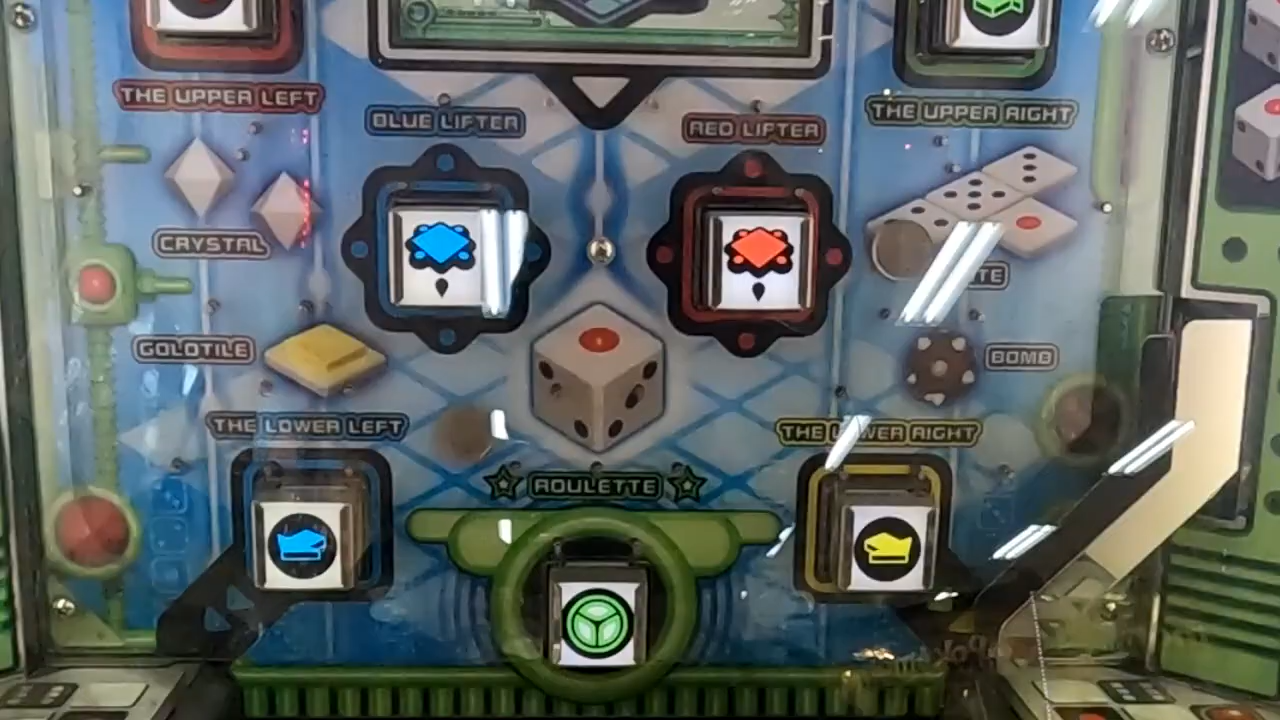 THE UPPER LEFT
BLUE LIFTER
RED LIFTER
THE UPPER RIGHT
CRYSTAL
GOLDTILE
BOMB
THE LOWER LEFT
THE LOWER RIGHT
ROULETTE